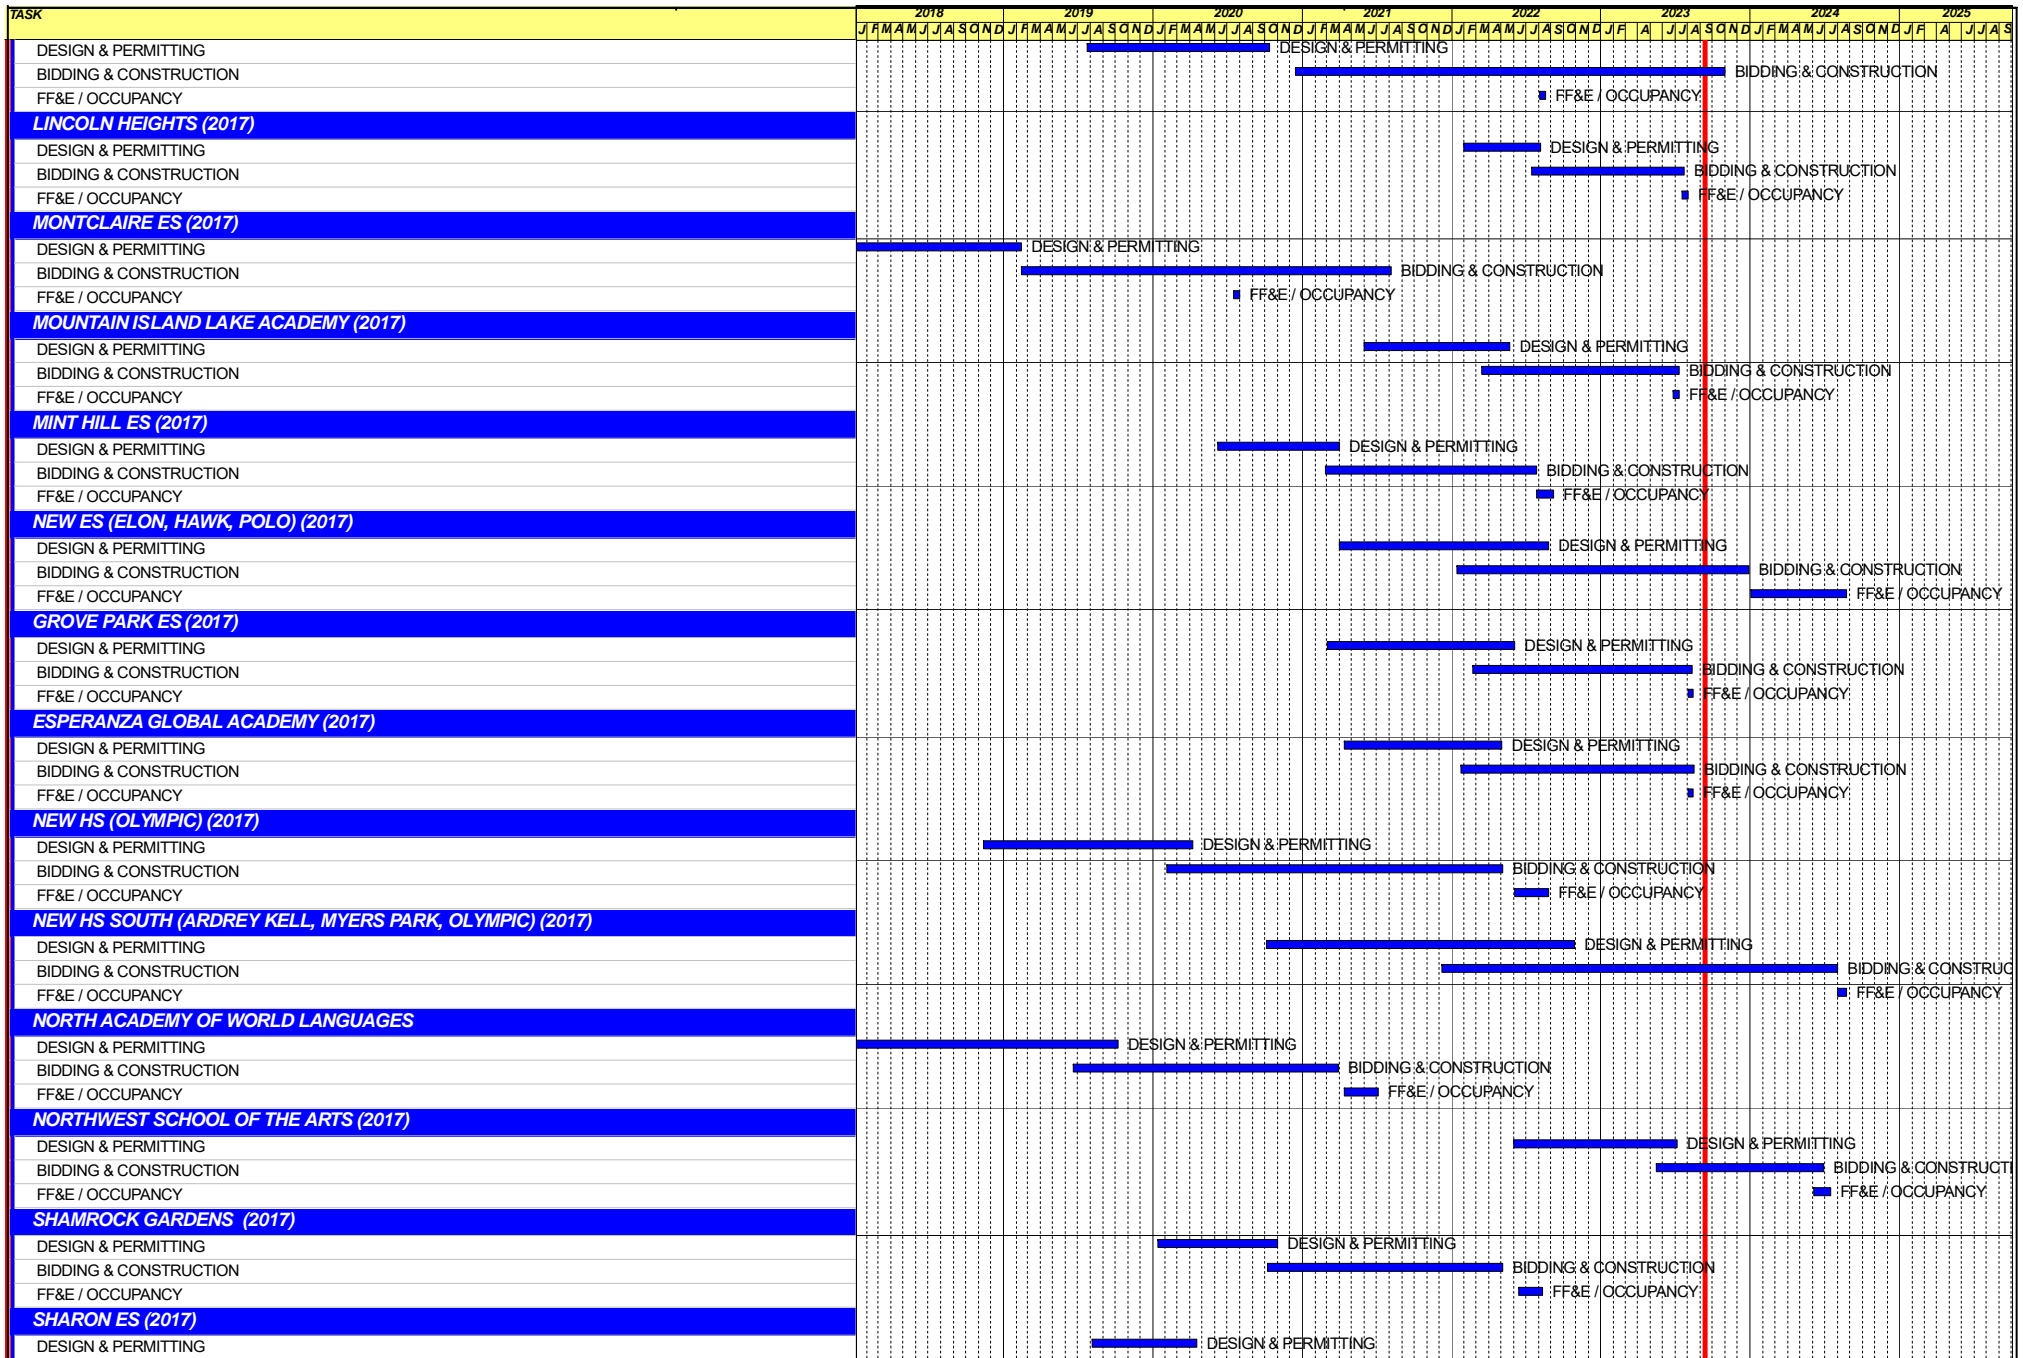 TASK 2018 2019 2020 2021 2022 2023 2024 2025
J F M A M J J A S O N D J F M A M J J A S O N D J F M A M J J A S O N D J F M A M J J A S O N D J F M A M J J A S O N D J F A J J A S O N D J F M A M J J A S O N D J F A J J A S
DESIGN & PERMITTING DESIGN & PERMITTING
BIDDING & CONSTRUCTION BIDDING & CONSTRUCTION
FF&E / OCCUPANCY FF&E / OCCUPANCY
LINCOLN HEIGHTS (2017)
DESIGN & PERMITTING DESIGN & PERMITTING
BIDDING & CONSTRUCTION BIDDING & CONSTRUCTION
FF&E / OCCUPANCY FF&E / OCCUPANCY
MONTCLAIRE ES (2017)
DESIGN & PERMITTING DESIGN & PERMITTING
BIDDING & CONSTRUCTION BIDDING & CONSTRUCTION
FF&E / OCCUPANCY FF&E / OCCUPANCY
MOUNTAIN ISLAND LAKE ACADEMY (2017)
DESIGN & PERMITTING DESIGN & PERMITTING
BIDDING & CONSTRUCTION BIDDING & CONSTRUCTION
FF&E / OCCUPANCY FF&E / OCCUPANCY
MINT HILL ES (2017)
DESIGN & PERMITTING DESIGN & PERMITTING
BIDDING & CONSTRUCTION BIDDING & CONSTRUCTION
FF&E / OCCUPANCY FF&E / OCCUPANCY
NEW ES (ELON, HAWK, POLO) (2017)
DESIGN & PERMITTING DESIGN & PERMITTING
BIDDING & CONSTRUCTION BIDDING & CONSTRUCTION
FF&E / OCCUPANCY FF&E / OCCUPANCY
GROVE PARK ES (2017)
DESIGN & PERMITTING DESIGN & PERMITTING
BIDDING & CONSTRUCTION BIDDING & CONSTRUCTION
FF&E / OCCUPANCY FF&E / OCCUPANCY
ESPERANZA GLOBAL ACADEMY (2017)
DESIGN & PERMITTING DESIGN & PERMITTING
BIDDING & CONSTRUCTION BIDDING & CONSTRUCTION
FF&E / OCCUPANCY FF&E / OCCUPANCY
NEW HS (OLYMPIC) (2017)
DESIGN & PERMITTING DESIGN & PERMITTING
BIDDING & CONSTRUCTION BIDDING & CONSTRUCTION
FF&E / OCCUPANCY FF&E / OCCUPANCY
NEW HS SOUTH (ARDREY KELL, MYERS PARK, OLYMPIC) (2017)
DESIGN & PERMITTING DESIGN & PERMITTING
BIDDING & CONSTRUCTION BIDDING & CONSTRUC
FF&E / OCCUPANCY FF&E / OCCUPANCY
NORTH ACADEMY OF WORLD LANGUAGES
DESIGN & PERMITTING DESIGN & PERMITTING
BIDDING & CONSTRUCTION BIDDING & CONSTRUCTION
FF&E / OCCUPANCY FF&E / OCCUPANCY
NORTHWEST SCHOOL OF THE ARTS (2017)
DESIGN & PERMITTING DESIGN & PERMITTING
BIDDING & CONSTRUCTION BIDDING & CONSTRUCTI
FF&E / OCCUPANCY FF&E / OCCUPANCY
SHAMROCK GARDENS (2017)
DESIGN & PERMITTING DESIGN & PERMITTING
BIDDING & CONSTRUCTION BIDDING & CONSTRUCTION
FF&E / OCCUPANCY FF&E / OCCUPANCY
SHARON ES (2017)
DESIGN & PERMITTING DESIGN & PERMITTING